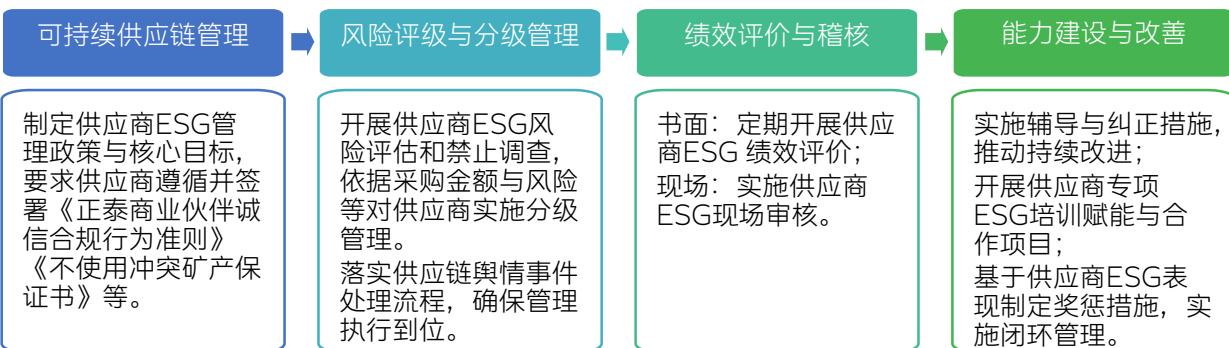 可持续供应链管理
制定供应商ESG管
理政策与核心目标，
要求供应商遵循并签
署《正泰商业伙伴诚
信合规行为准则》
《不使用冲突矿产保
证书》等。
风险评级与分级管理
开展供应商ESG风
险评估和禁止调查，
依据采购金额与风险
等对供应商实施分级
管理。
落实供应链舆情事件
处理流程，确保管理
执行到位。
绩效评价与稽核
书面：定期开展供应
商ESG 绩效评价；
现场：实施供应商
ESG现场审核。
能力建设与改善
实施辅导与纠正措施，
推动持续改进；
开展供应商专项
ESG培训赋能与合
作项目；
基于供应商ESG表
现制定奖惩措施，实
施闭环管理。